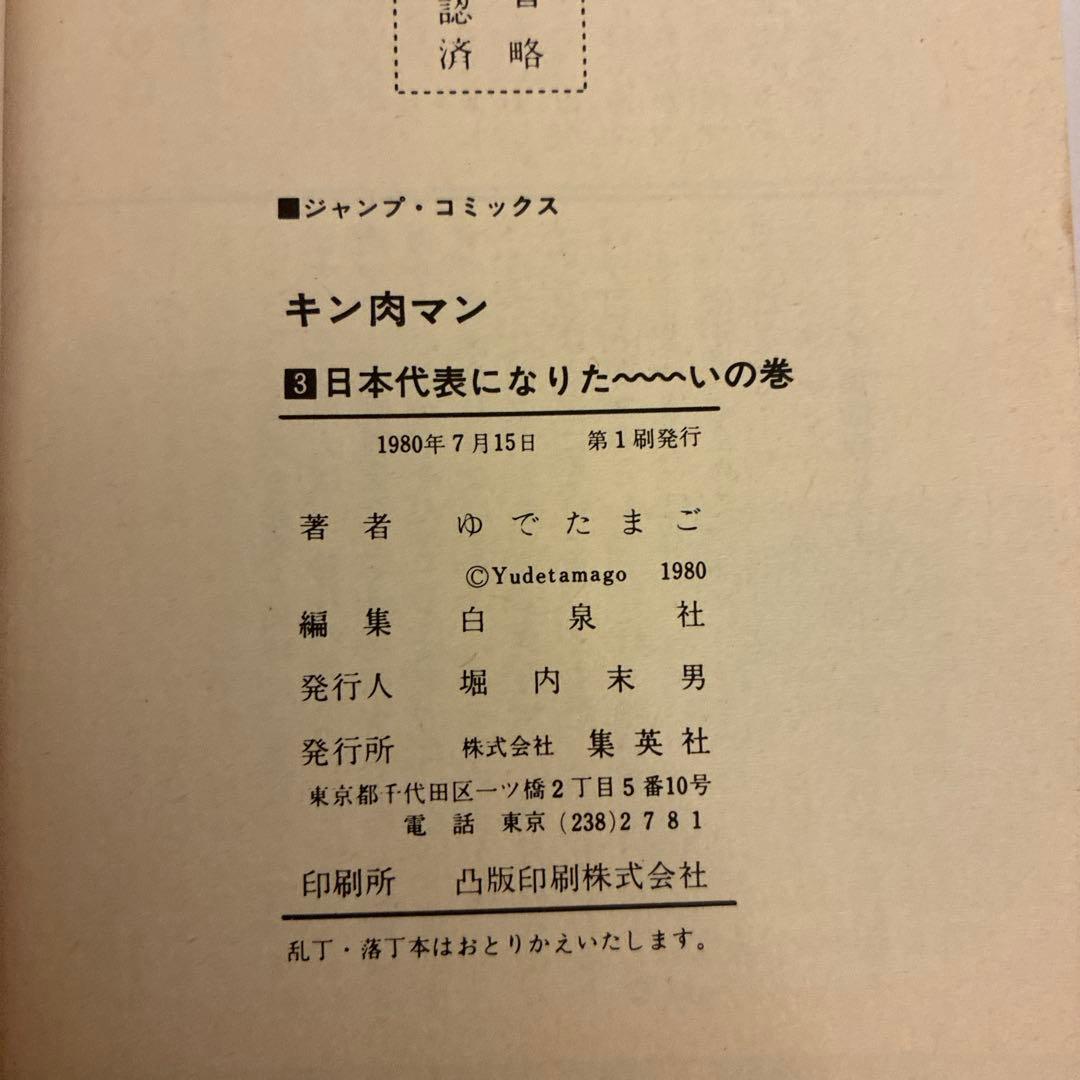 認
済
略
■ジャンプ・コミックス
キン肉マン
3日本代表になりた〜〜〜いの巻
1980年7月15日 第1刷発行
著者 ゆでたまご
©Yudetamago 1980
編集 白泉社
発行人 堀内末男
発行所 株式会社 集英社
東京都千代田区一ツ橋2丁目5番10号
電話 東京(238)2781
印刷所 凸版印刷株式会社
乱丁・落丁本はおとりかえいたします。